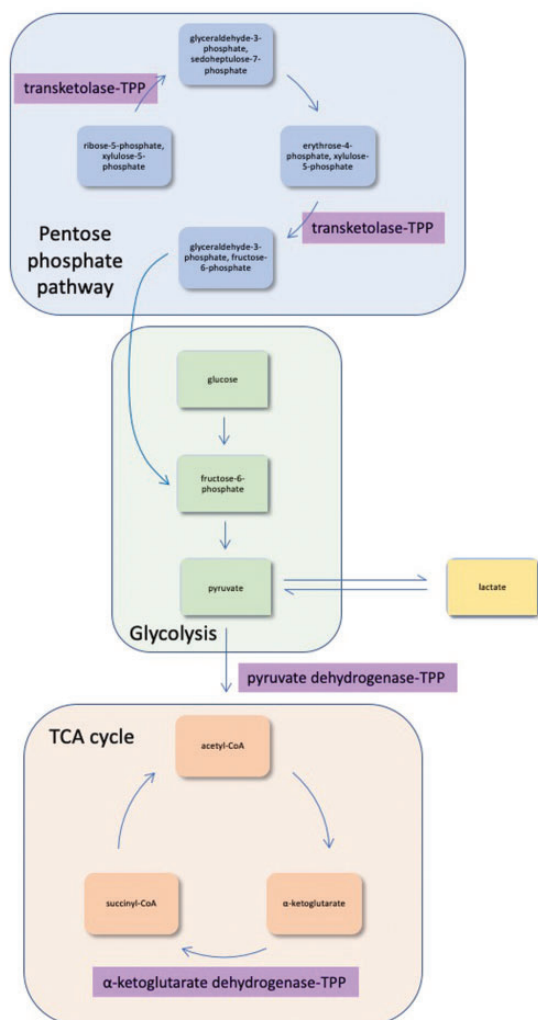 glyceraldehyde-3-
phosphate,
sedoheptulose-7-
phosphate
transketolase-TPP
ribose-5-phosphate,
xylulose-5-
phosphate
erythrose-4-
phosphate, xylulose-
5-phosphate
transketolase-TPP
Pentose
phosphate
pathway
glyceraldehyde-3-
phosphate, fructose-
6-phosphate
glucose
fructose-6-
phosphate
pyruvate
lactate
Glycolysis
pyruvate dehydrogenase-TPP
TCA cycle
acetyl-CoA
succinyl-CoA
α-ketoglutarate
α-ketoglutarate dehydrogenase-TPP